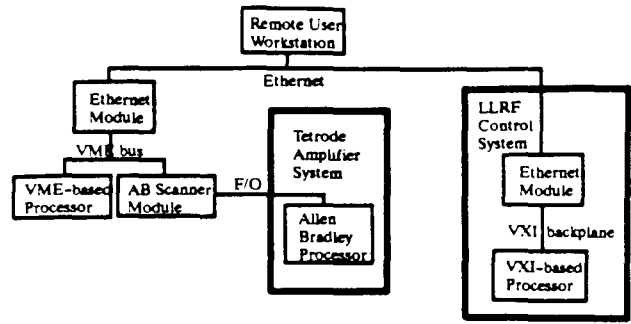 Remote User
Workstation
Ethernet
Ethernet
Module
VME bus
VME-based
Processor
AB Scanner
Module
F/O
Tetrode
Amplifier
System
Allen
Bradley
Processor
LLRF
Control
System
Ethernet
Module
VXI backplane
VXI-based
Processor